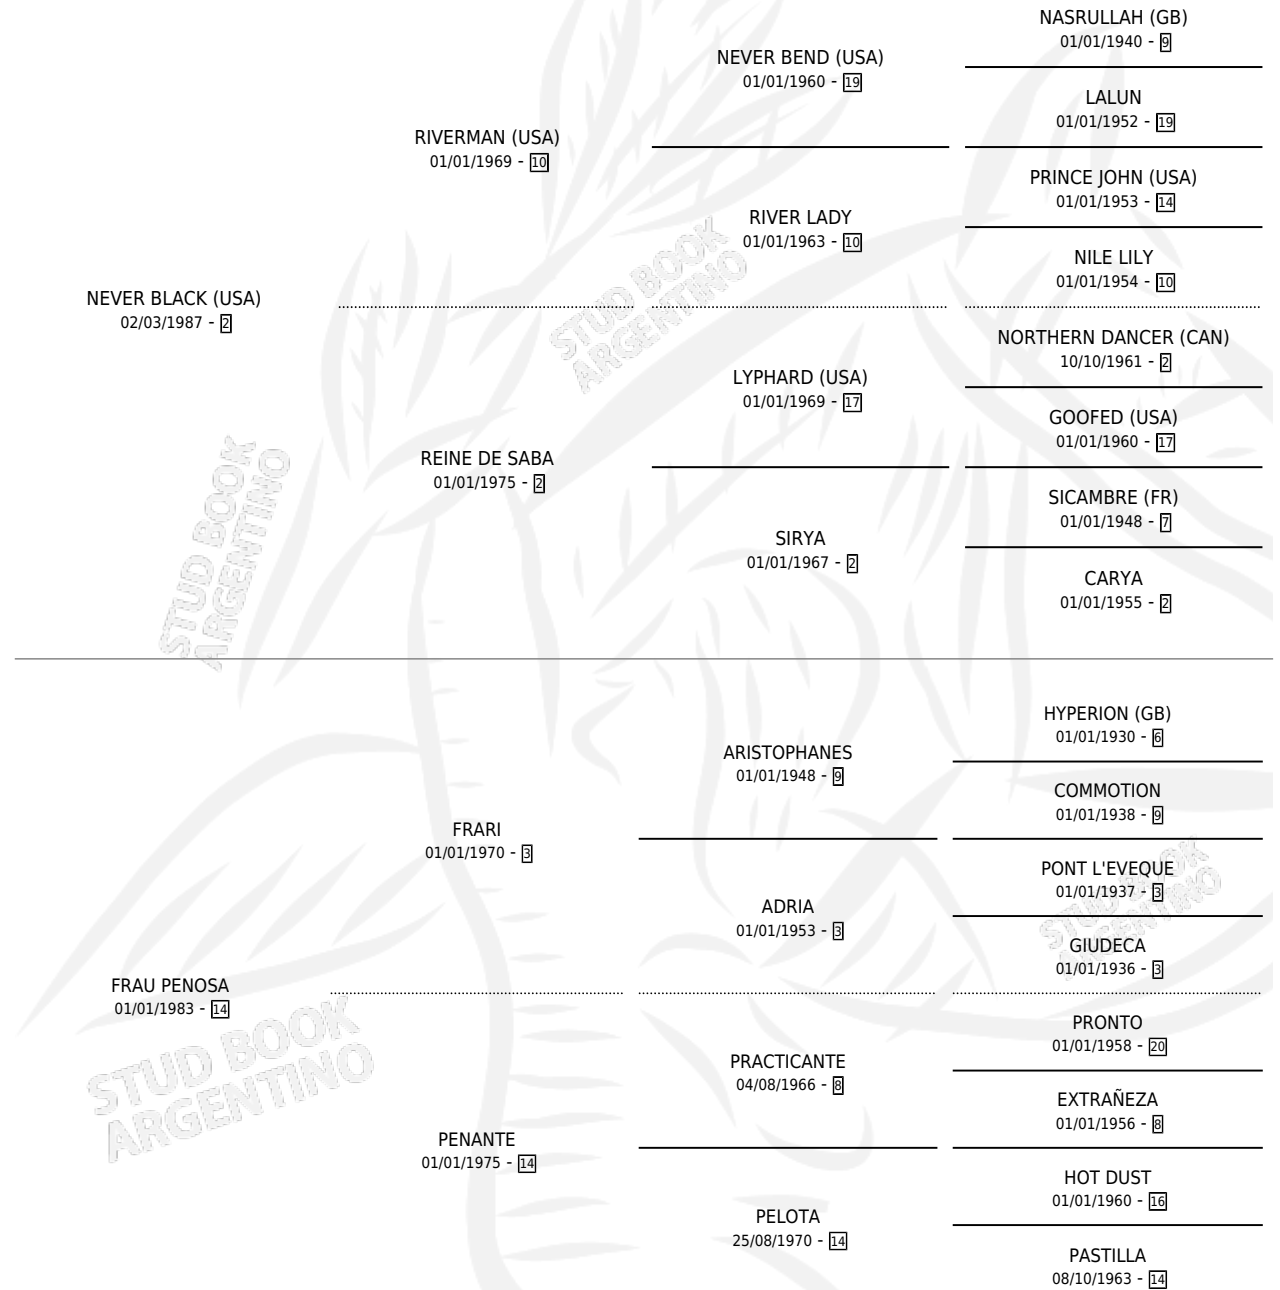 NASRULLAH (GB)
01/01/1940 - 9
NEVER BEND (USA)
01/01/1960 - 19
LALUN
01/01/1952 - 19
RIVERMAN (USA)
01/01/1969 - 10
PRINCE JOHN (USA)
01/01/1953 - 14
RIVER LADY
01/01/1963 - 10
NILE LILY
01/01/1954 - 10
NEVER BLACK (USA)
02/03/1987 - 2
NORTHERN DANCER (CAN)
10/10/1961 - 2
LYPHARD (USA)
01/01/1969 - 17
GOOFED (USA)
01/01/1960 - 17
REINE DE SABA
01/01/1975 - 2
SICAMBRE (FR)
01/01/1948 - 7
SIRYA
01/01/1967 - 2
CARYA
01/01/1955 - 2
HYPERION (GB)
01/01/1930 - 6
ARISTOPHANES
01/01/1948 - 9
COMMOTION
01/01/1938 - 9
FRARI
01/01/1970 - 3
PONT L'EVEQUE
01/01/1937 - 3
ADRIA
01/01/1953 - 3
GIUDECA
01/01/1936 - 3
FRAU PENOSA
01/01/1983 - 14
PRONTO
01/01/1958 - 20
PRACTICANTE
04/08/1966 - 8
EXTRAÑEZA
01/01/1956 - 8
PENANTE
01/01/1975 - 14
HOT DUST
01/01/1960 - 16
PELOTA
25/08/1970 - 14
PASTILLA
08/10/1963 - 14
STUD BOOK
ARGENTINO
STUD BOOK
ARGENTINO
STUD BOOK
ARGENTINO
STUD BOOK
ARGENTINO